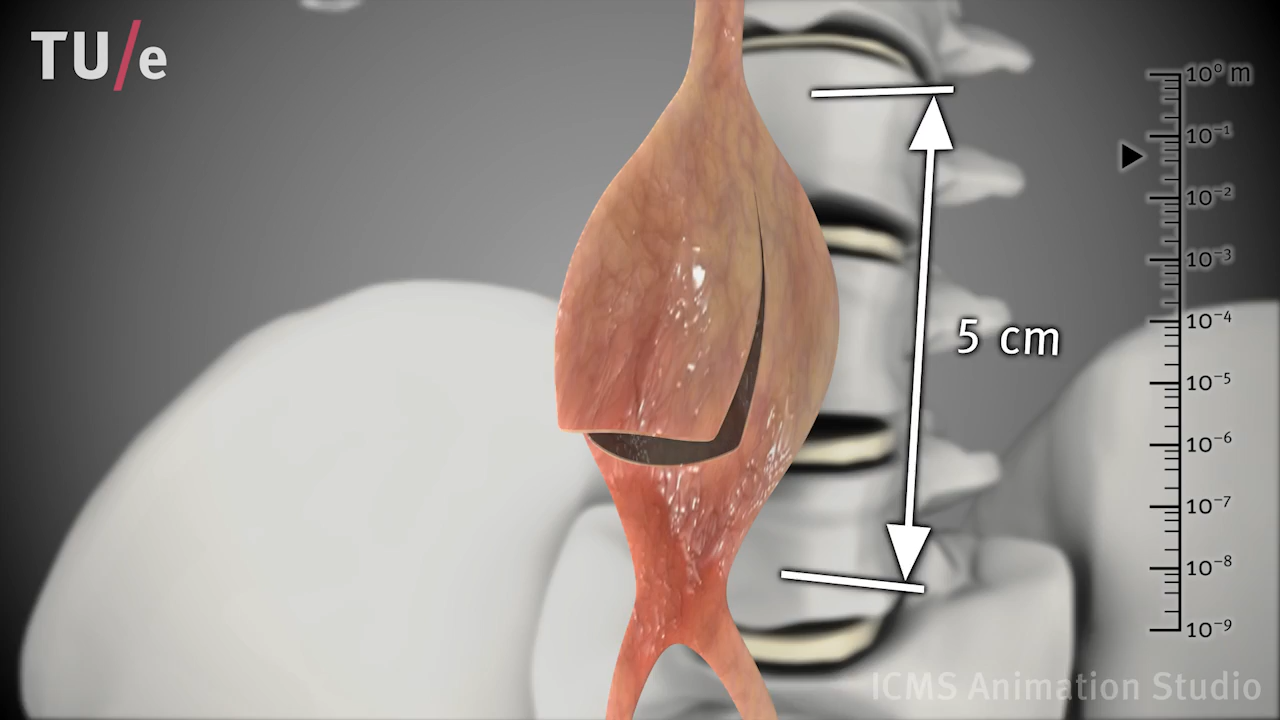 TU/e
10⁰ m
10⁻¹
10⁻²
10⁻³
10⁻⁴
10⁻⁵
10⁻⁶
10⁻⁷
10⁻⁸
10⁻⁹
5 cm
ICMS Animation Studio